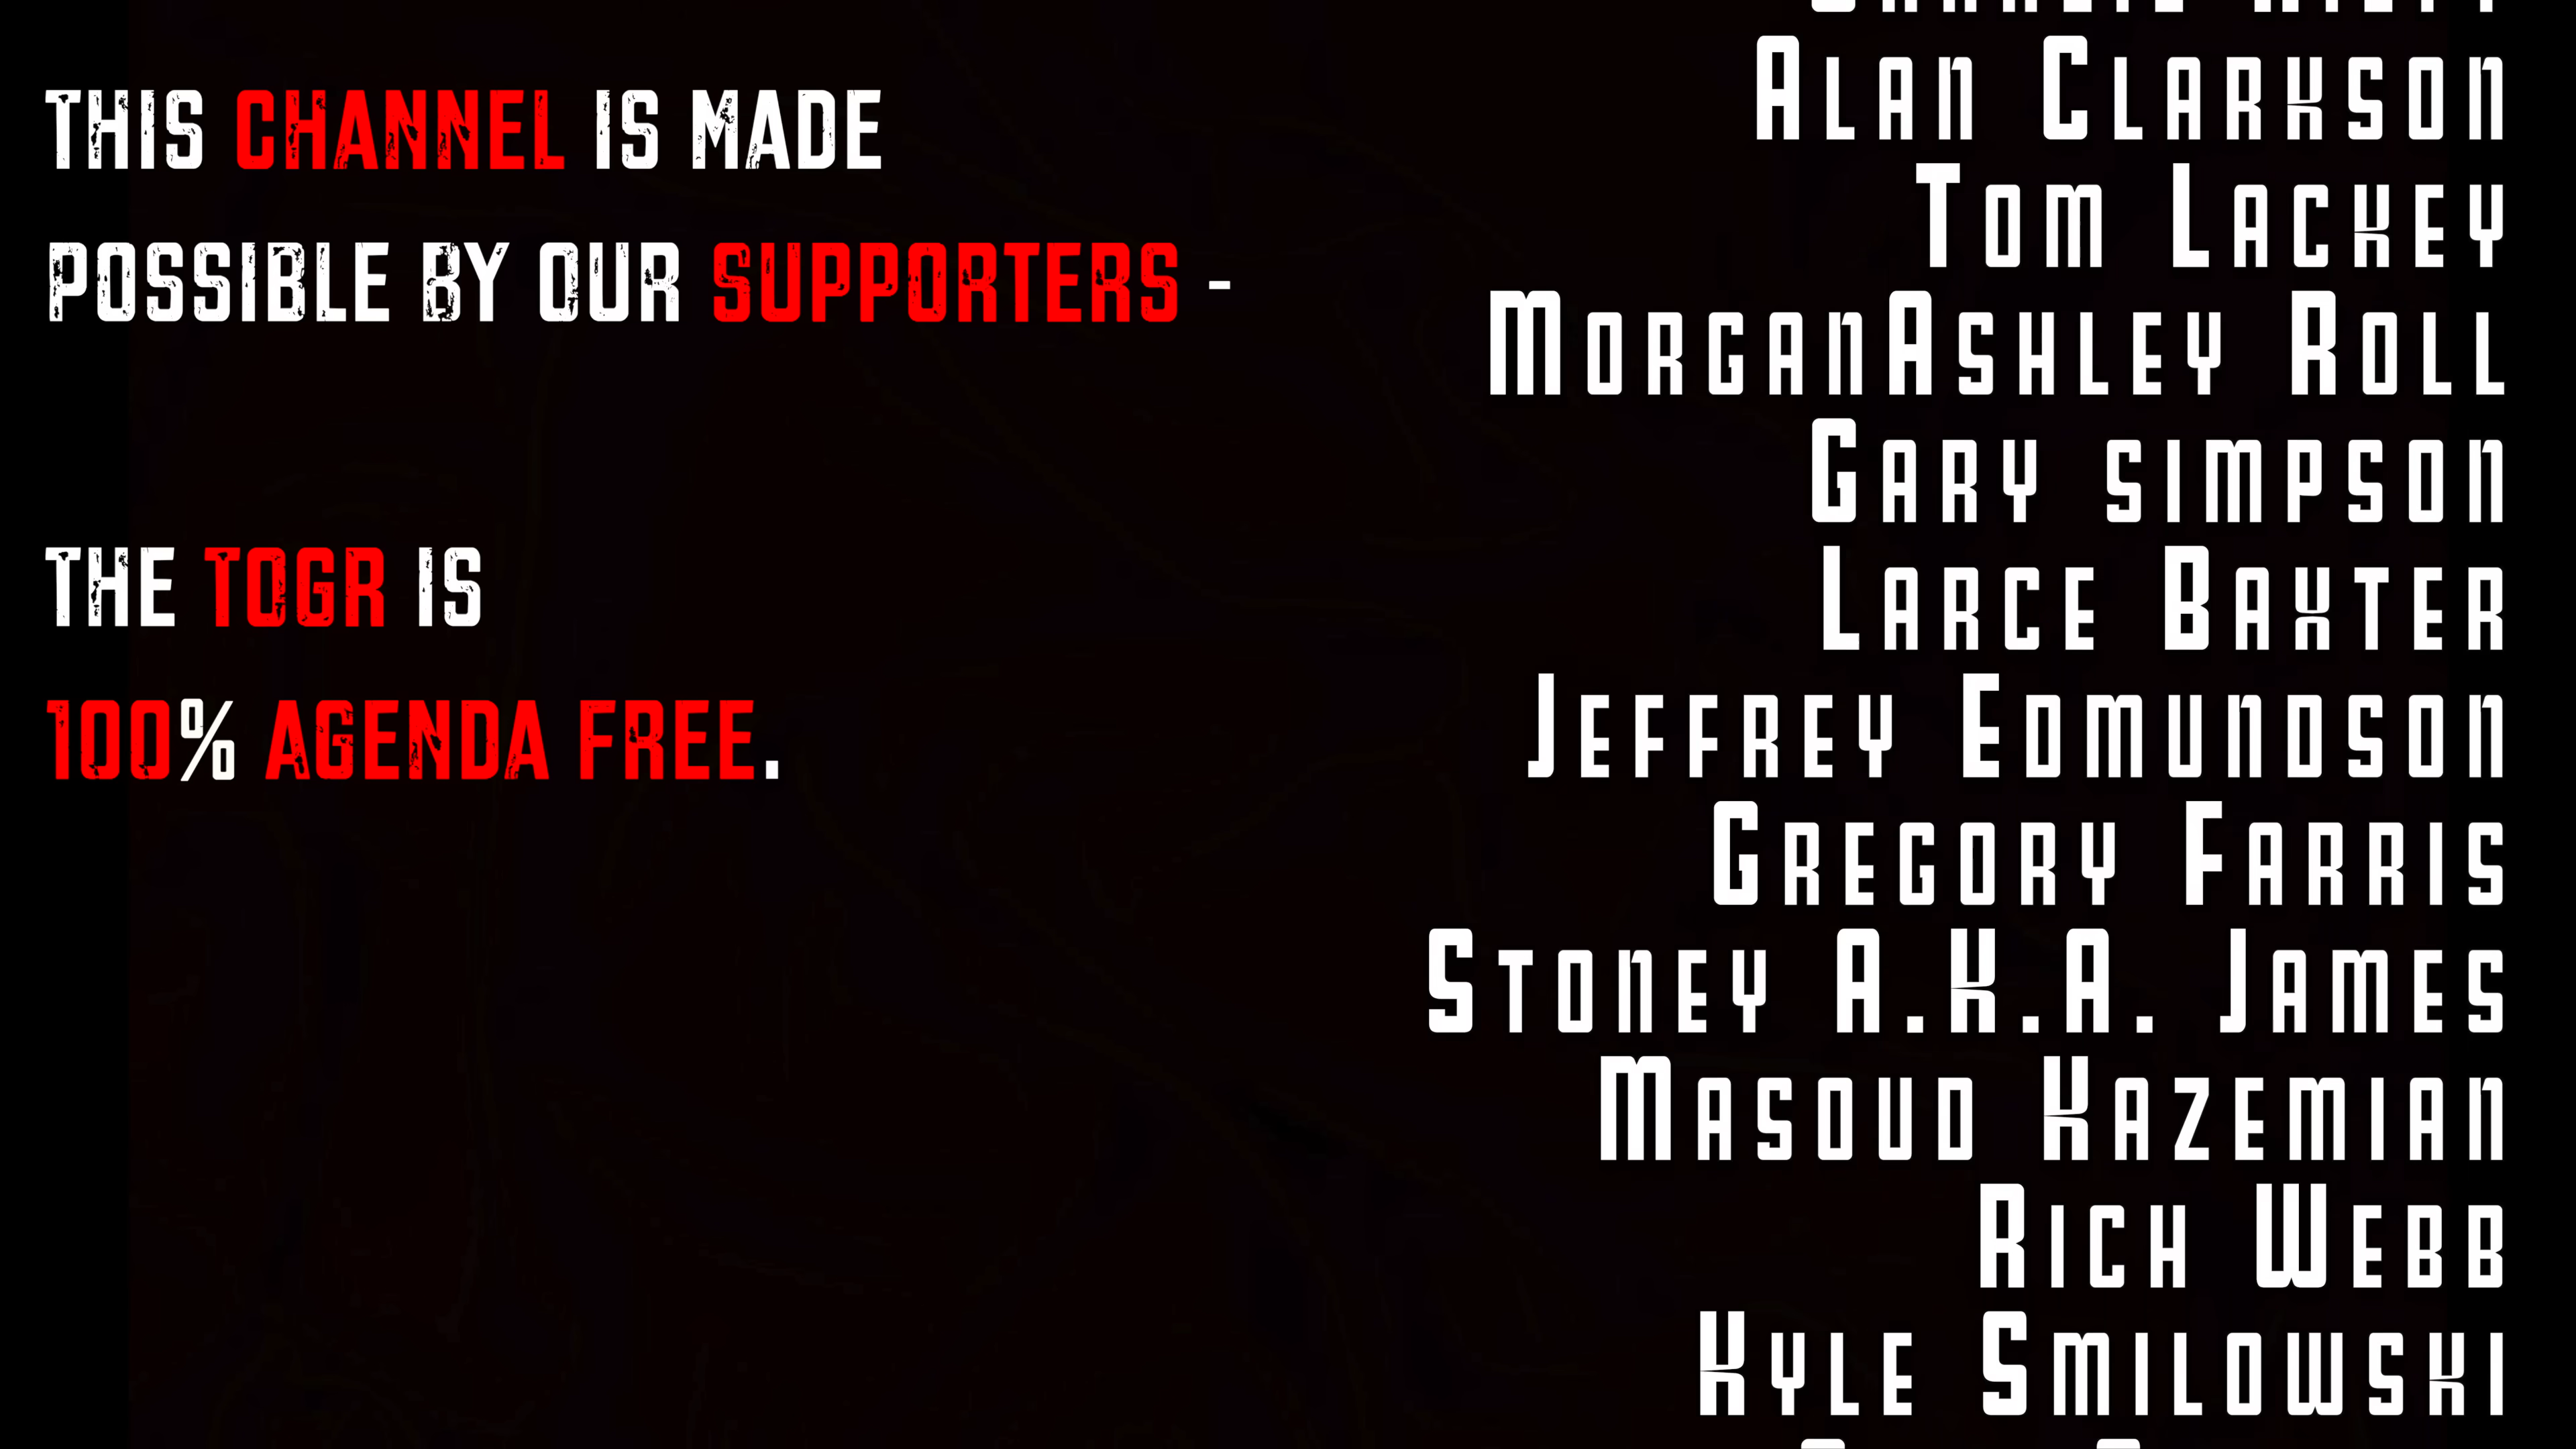 THIS CHANNEL IS MADE
POSSIBLE BY OUR SUPPORTERS -
THE TOGR IS
100% AGENDA FREE.
Alan Clarkson
Tom Lackey
MorganAshley Roll
Gary simpson
Larce Baxter
Jeffrey Edmundson
Gregory Farris
Stoney A.K.A. James
Masoud Kazemian
Rich Webb
Kyle Smilowski